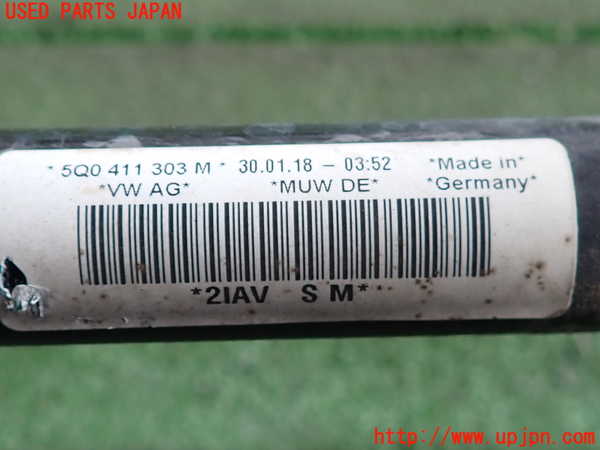 USED PARTS JAPAN
*5Q0 411 303 M* 30.01.18 - 03:52 *Made in*
*VW AG* *MUW DE* *Germany*
*2IAV S M*
(C) www.upjpn.com